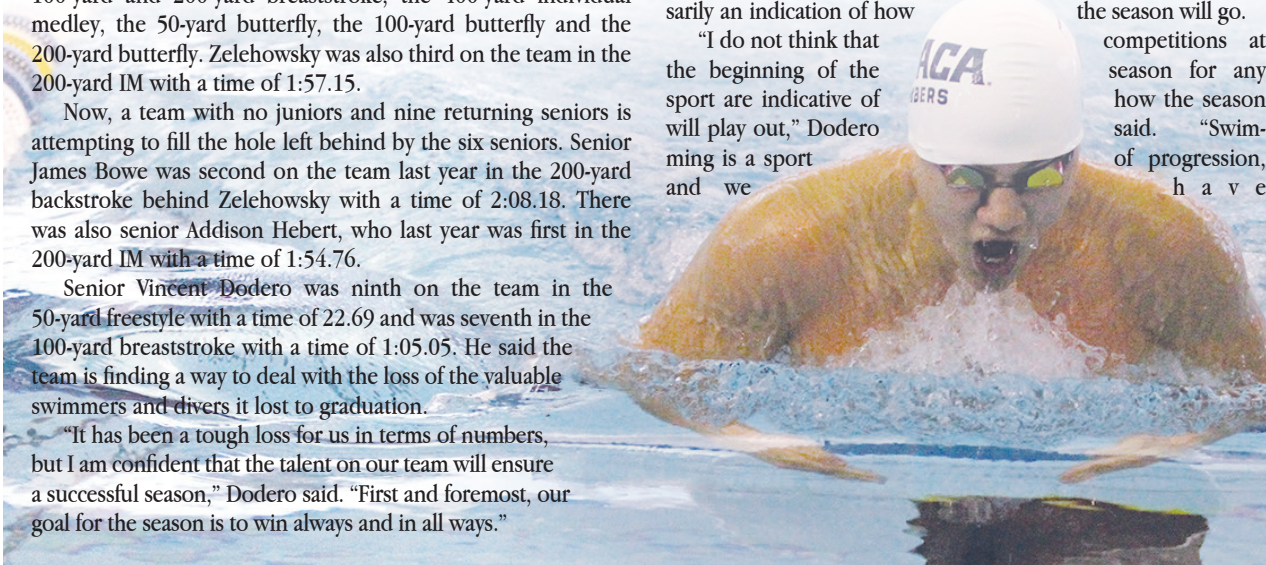 100-yard and 200-yard breaststroke, the 400-yard individual
medley, the 50-yard butterfly, the 100-yard butterfly and the
200-yard butterfly. Zelehowsky was also third on the team in the
200-yard IM with a time of 1:57.15.
Now, a team with no juniors and nine returning seniors is
attempting to fill the hole left behind by the six seniors. Senior
James Bowe was second on the team last year in the 200-yard
backstroke behind Zelehowsky with a time of 2:08.18. There
was also senior Addison Hebert, who last year was first in the
200-yard IM with a time of 1:54.76.
Senior Vincent Dodero was ninth on the team in the
50-yard freestyle with a time of 22.69 and was seventh in the
100-yard breaststroke with a time of 1:05.05. He said the
team is finding a way to deal with the loss of the valuable
swimmers and divers it lost to graduation.
“It has been a tough loss for us in terms of numbers,
but I am confident that the talent on our team will ensure
a successful season,” Dodero said. “First and foremost, our
goal for the season is to win always and in all ways.”
sarily an indication of how the season will go.
“I do not think that competitions at
the beginning of the season for any
sport are indicative of how the season
will play out,” Dodero said. “Swim-
ming is a sport of progression,
and we have
ACA
BERS